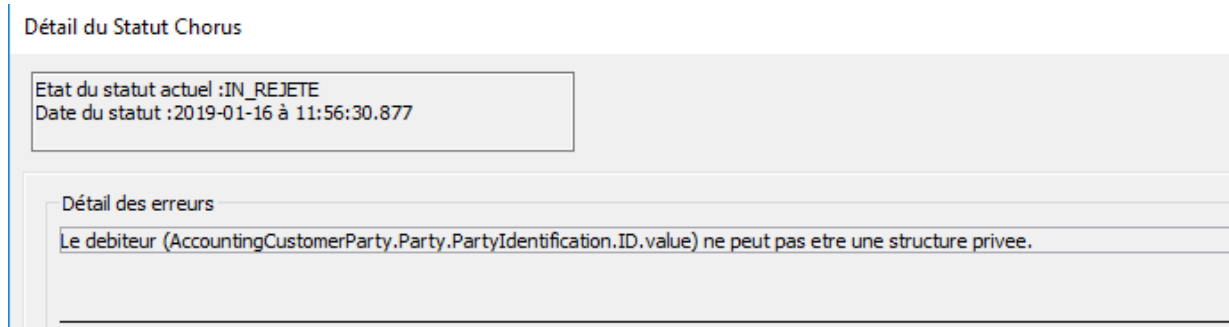 Détail du Statut Chorus
Etat du statut actuel :IN_REJETE
Date du statut :2019-01-16 à 11:56:30.877
Détail des erreurs
Le debiteur (AccountingCustomerParty.Party.PartyIdentification.ID.value) ne peut pas etre une structure privee.